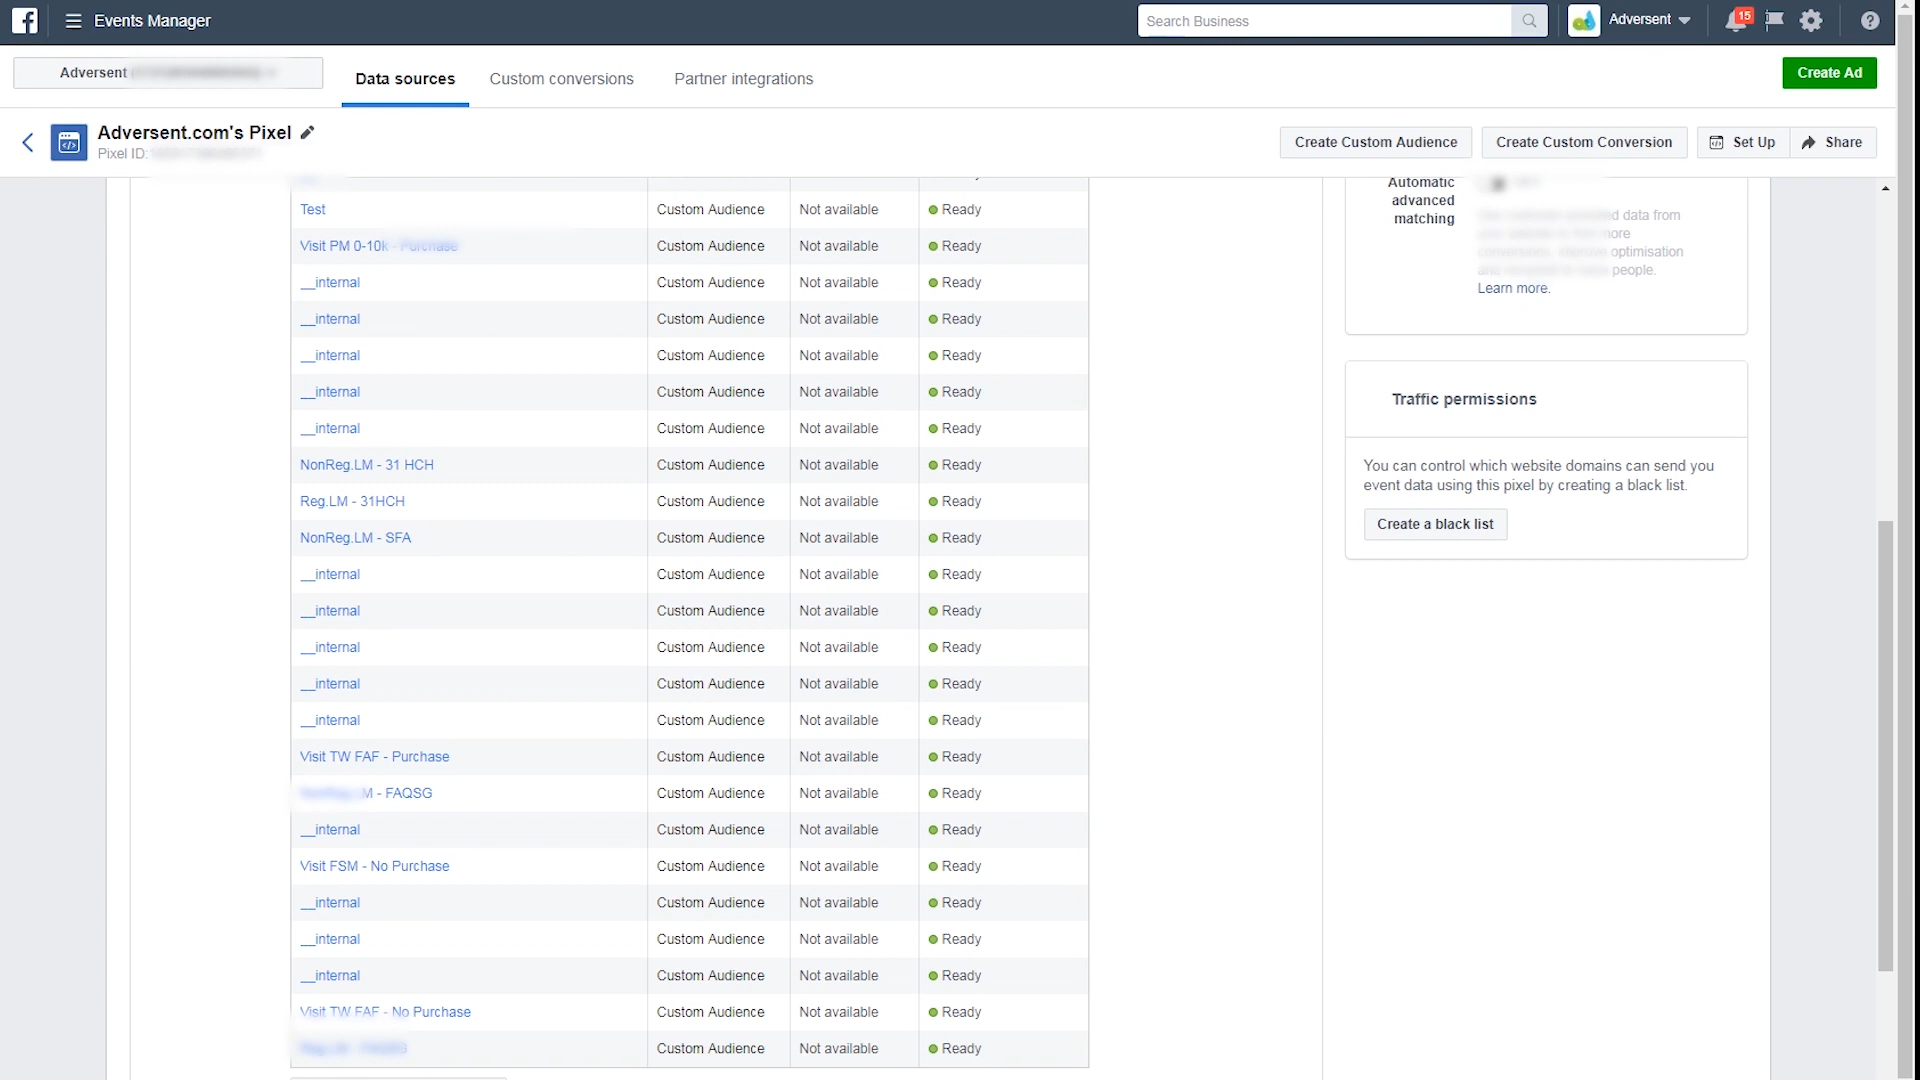 Events Manager
Search Business
Adversent
15
Adversent
Data sources
Custom conversions
Partner integrations
Create Ad
Adversent.com's Pixel
Pixel ID:
Create Custom Audience
Create Custom Conversion
Set Up
Share
Test Custom Audience Not available Ready
Visit PM 0-10k - Purchase Custom Audience Not available Ready
__internal Custom Audience Not available Ready
__internal Custom Audience Not available Ready
__internal Custom Audience Not available Ready
__internal Custom Audience Not available Ready
__internal Custom Audience Not available Ready
NonReg.LM - 31 HCH Custom Audience Not available Ready
Reg.LM - 31HCH Custom Audience Not available Ready
NonReg.LM - SFA Custom Audience Not available Ready
__internal Custom Audience Not available Ready
__internal Custom Audience Not available Ready
__internal Custom Audience Not available Ready
__internal Custom Audience Not available Ready
__internal Custom Audience Not available Ready
Visit TW FAF - Purchase Custom Audience Not available Ready
M - FAQSG Custom Audience Not available Ready
__internal Custom Audience Not available Ready
Visit FSM - No Purchase Custom Audience Not available Ready
__internal Custom Audience Not available Ready
__internal Custom Audience Not available Ready
__internal Custom Audience Not available Ready
Visit TW FAF - No Purchase Custom Audience Not available Ready
Custom Audience Not available Ready
Automatic
advanced
matching
data from
more
optimisation
people.
Learn more.
Traffic permissions
You can control which website domains can send you
event data using this pixel by creating a black list.
Create a black list